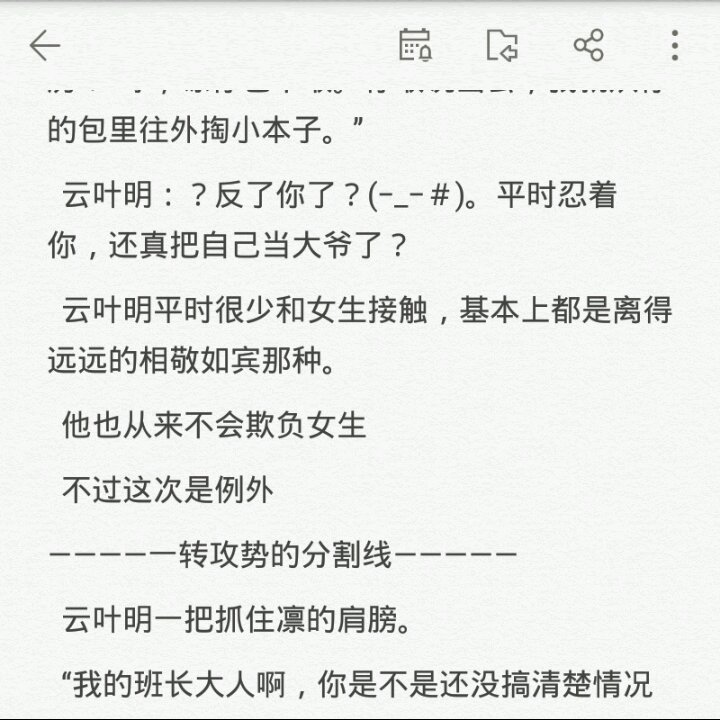 的包里往外掏小本子。”
云叶明：？反了你了？(-_-＃)。平时忍着
你，还真把自己当大爷了？
云叶明平时很少和女生接触，基本上都是离得
远远的相敬如宾那种。
他也从来不会欺负女生
不过这次是例外
————一转攻势的分割线————
云叶明一把抓住凛的肩膀。
“我的班长大人啊，你是不是还没搞清楚情况